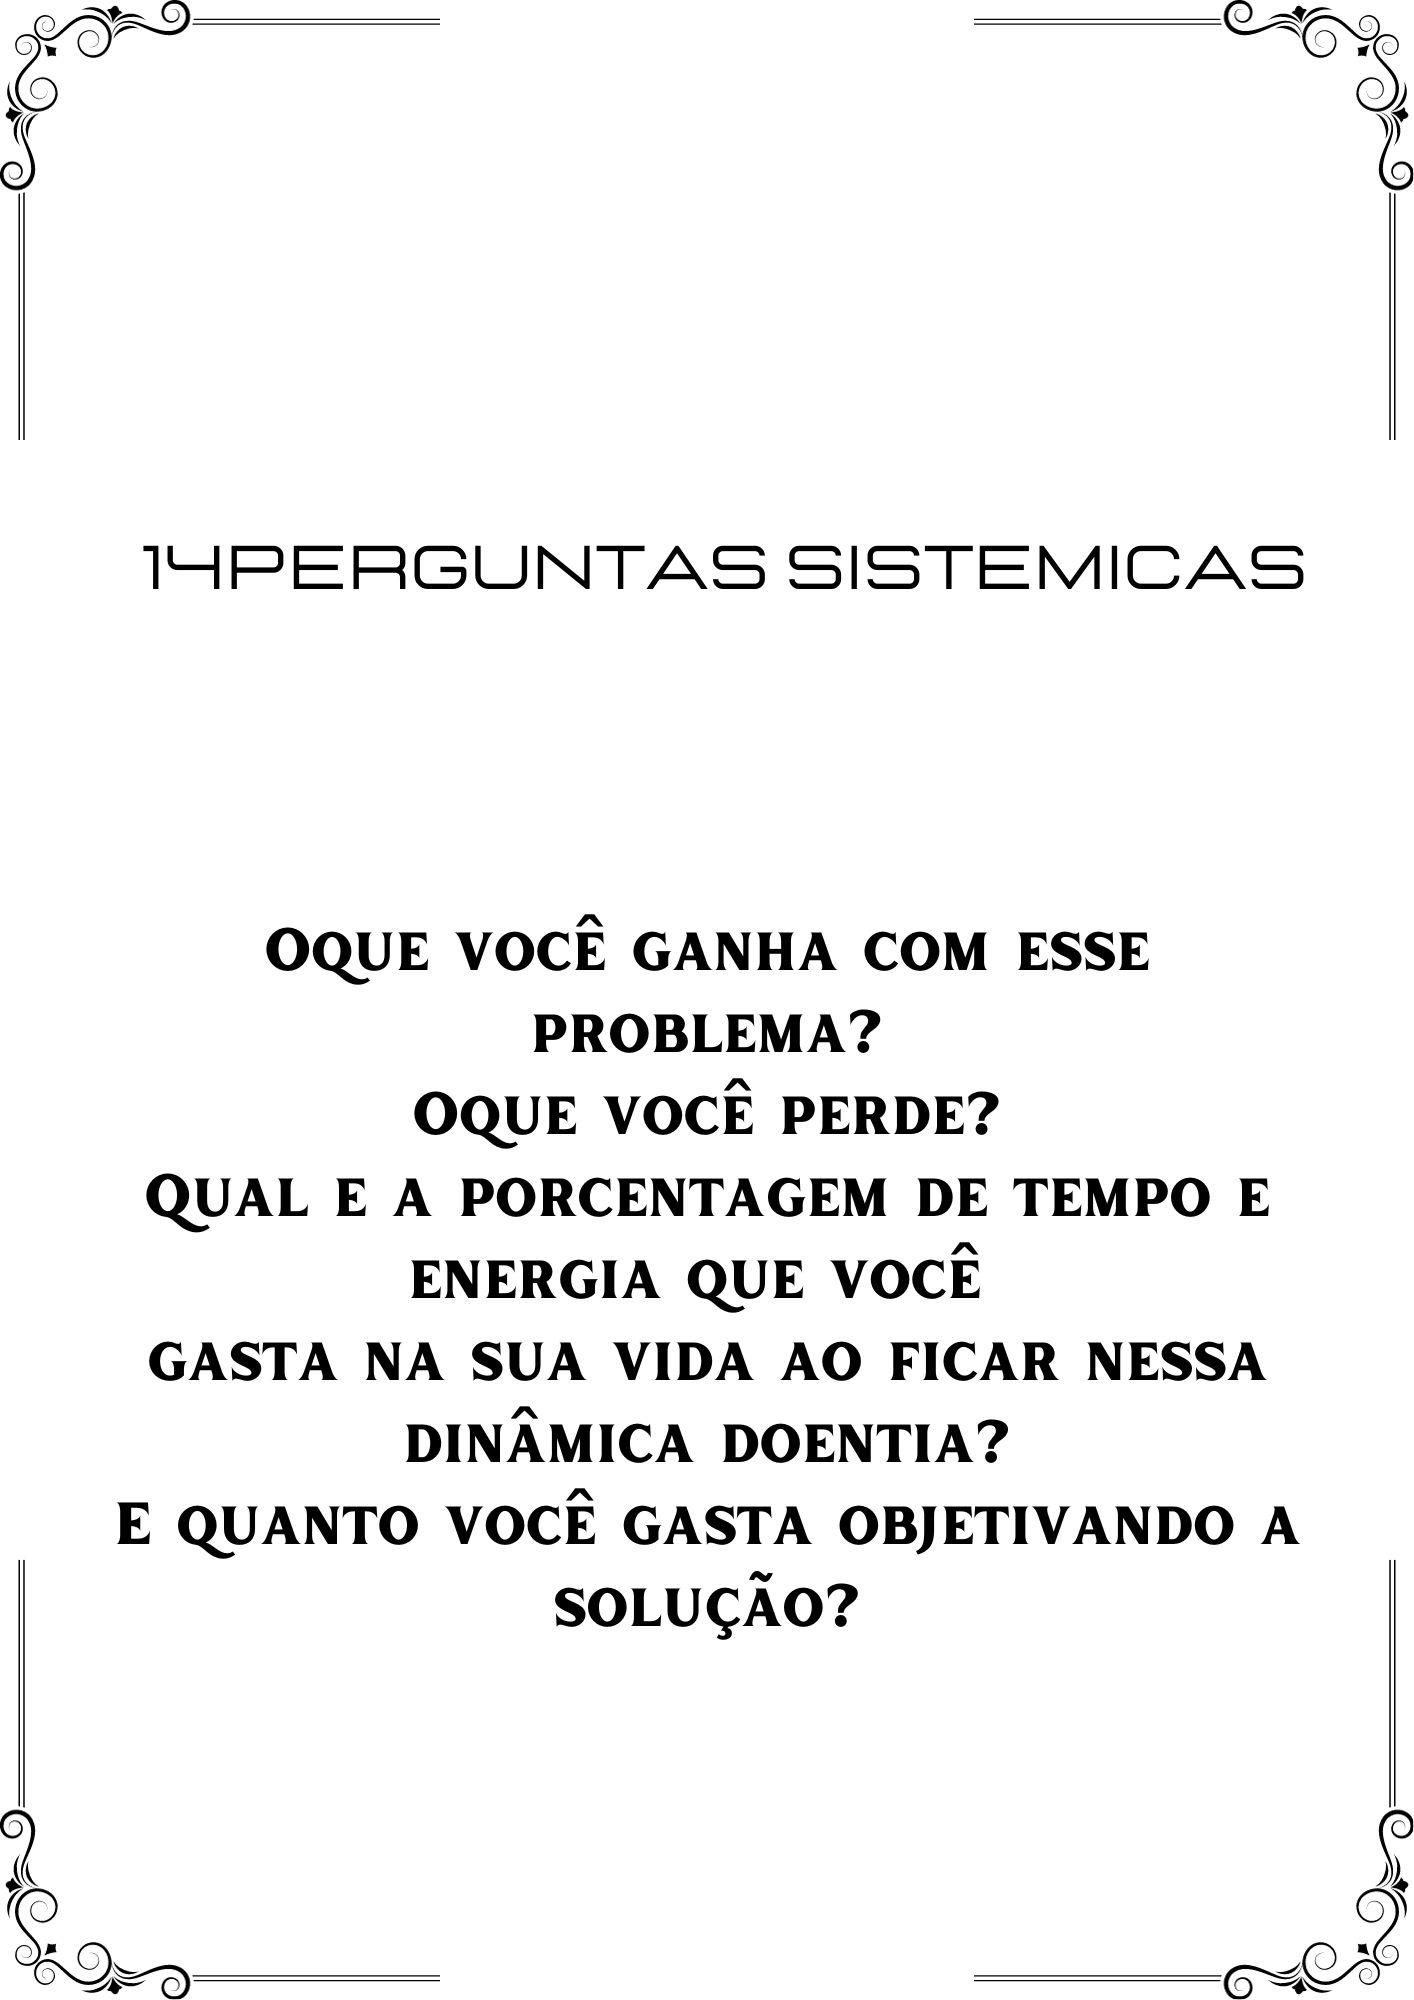 14PERGUNTAS SISTEMICAS
Oque você ganha com esse
problema?
Oque você perde?
Qual e a porcentagem de tempo e
energia que você
gasta na sua vida ao ficar nessa
dinâmica doentia?
E quanto você gasta objetivando a
solução?